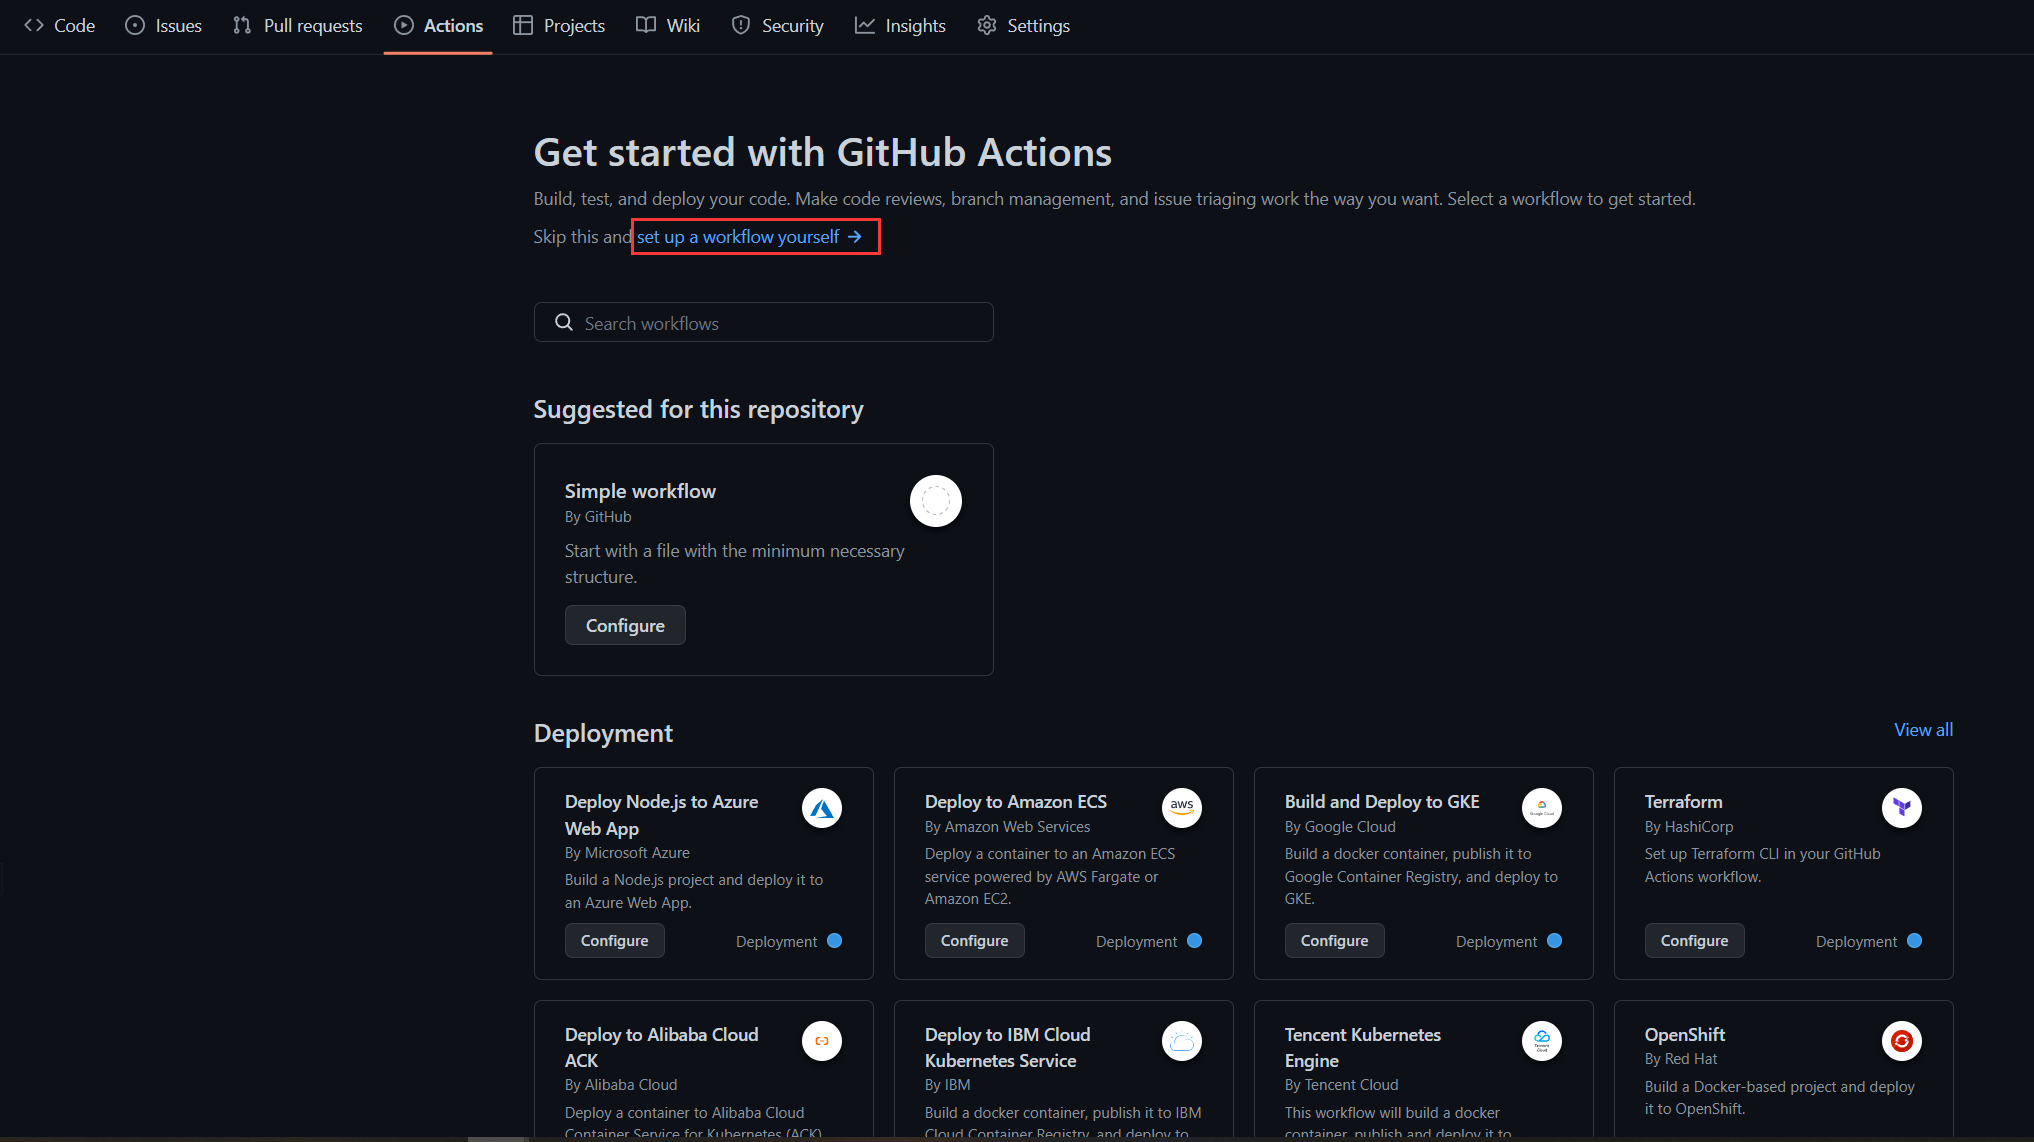 Code Issues Pull requests Actions Projects Wiki Security Insights Settings
Get started with GitHub Actions
Build, test, and deploy your code. Make code reviews, branch management, and issue triaging work the way you want. Select a workflow to get started.
Skip this and set up a workflow yourself →
Search workflows
Suggested for this repository
Simple workflow
By GitHub
Start with a file with the minimum necessary
structure.
Configure
Deployment
View all
Deploy Node.js to Azure
Web App
By Microsoft Azure
Build a Node.js project and deploy it to
an Azure Web App.
Configure
Deployment
Deploy to Amazon ECS
aws
By Amazon Web Services
Deploy a container to an Amazon ECS
service powered by AWS Fargate or
Amazon EC2.
Configure
Deployment
Build and Deploy to GKE
Google Cloud
By Google Cloud
Build a docker container, publish it to
Google Container Registry, and deploy to
GKE.
Configure
Deployment
Terraform
By HashiCorp
Set up Terraform CLI in your GitHub
Actions workflow.
Configure
Deployment
Deploy to Alibaba Cloud
ACK
By Alibaba Cloud
Deploy a container to Alibaba Cloud
Container Service for Kubernetes (ACK)
Deploy to IBM Cloud
Kubernetes Service
By IBM
Build a docker container, publish it to IBM
Cloud Container Registry, and deploy to
Tencent Kubernetes
Engine
Tencent
Cloud
By Tencent Cloud
This workflow will build a docker
container, publish and deploy it to
OpenShift
By Red Hat
Build a Docker-based project and deploy
it to OpenShift.